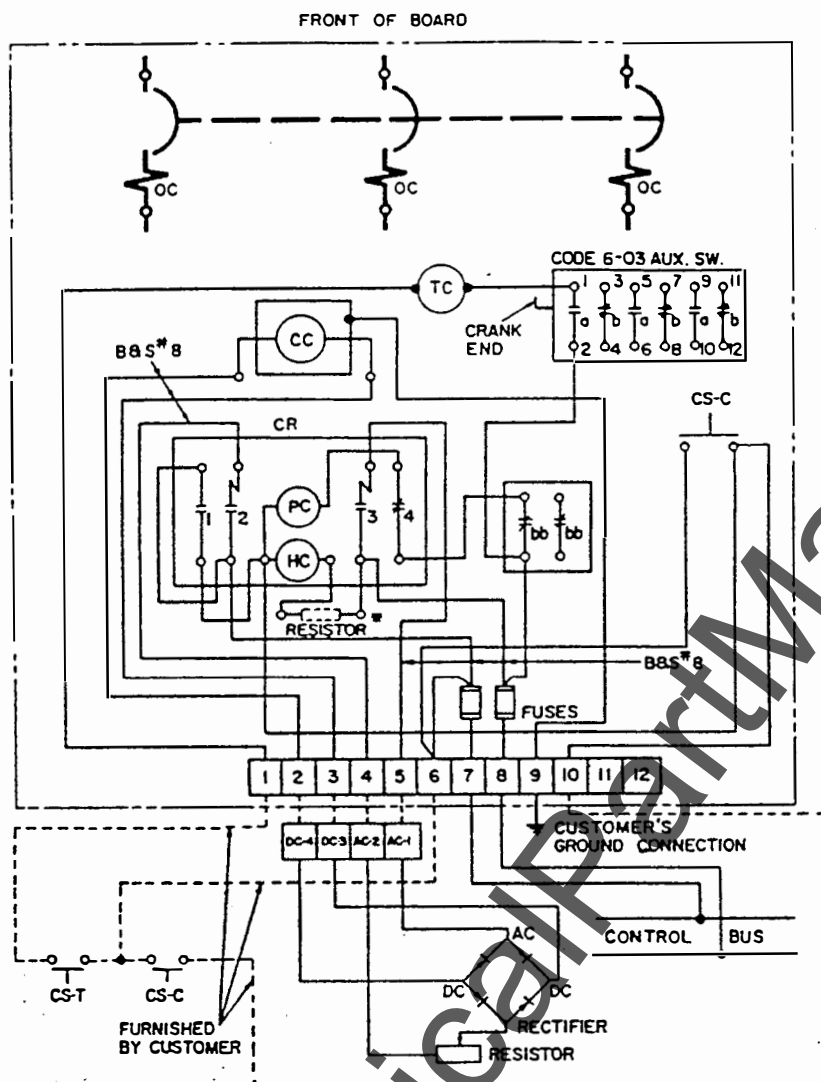 FRONT OF BOARD
OC OC OC
CODE 6-03 AUX. SW.
TC
1 3 5 7 9 11
a b a b a b
2 4 6 8 10 12
CRANK
END
CC
B&S#8
CS-C
CR
PC
1 2 3 4
bb bb
HC
RESISTOR *
B&S#8
FUSES
1 2 3 4 5 6 7 8 9 10 11 12
CUSTOMER'S
GROUND CONNECTION
DC-4 DC-3 AC-2 AC-1
AC
CONTROL BUS
CS-T CS-C
DC DC
FURNISHED
BY CUSTOMER
RECTIFIER
RESISTOR